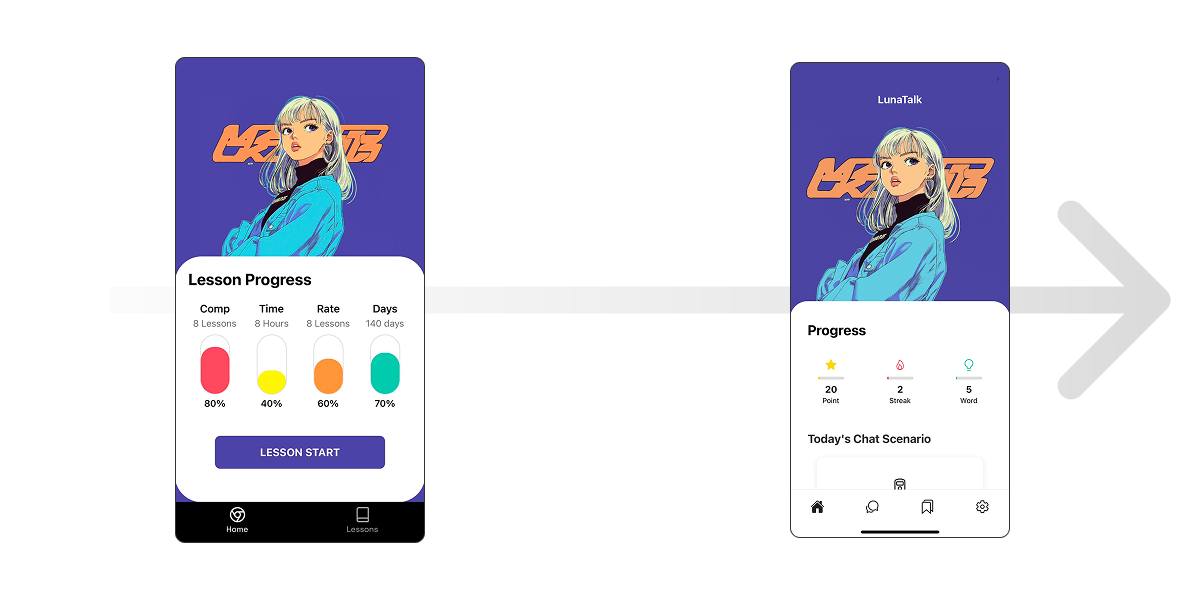 Lesson Progress
Comp Time Rate Days
8 Lessons 8 Hours 8 Lessons 140 days
80% 40% 60% 70%
LESSON START
Home Lessons
LunaTalk
Progress
20 2 5
Point Streak Word
Today's Chat Scenario